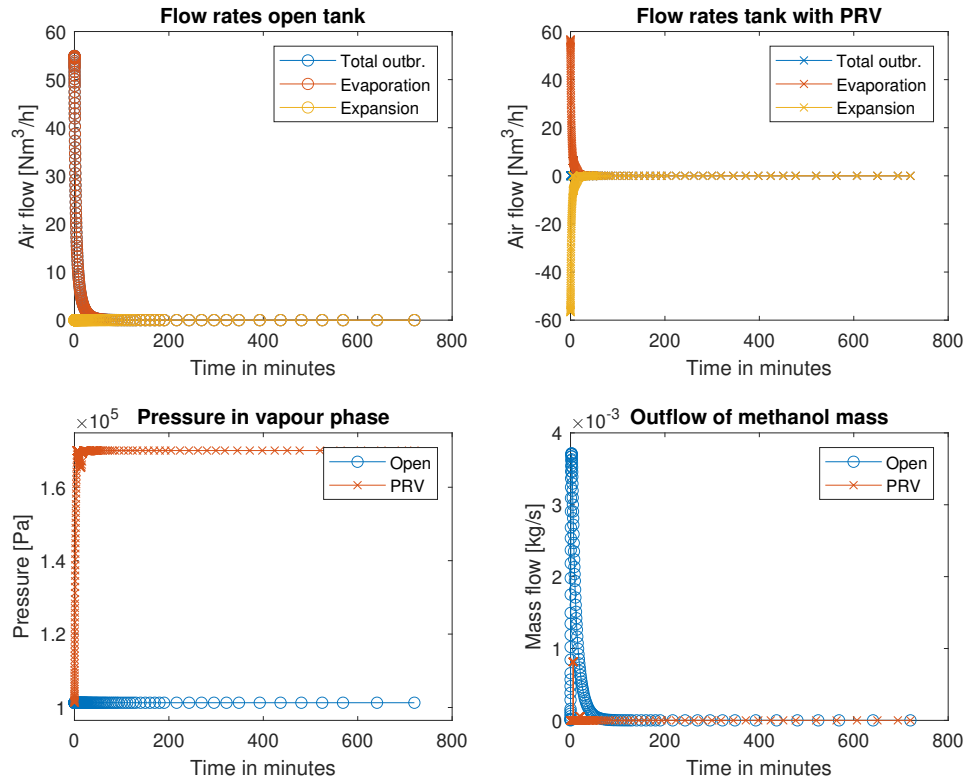 Flow rates open tank
Air flow [Nm³/h]
60
50
40
30
20
10
0
0 200 400 600 800
Time in minutes
Total outbr.
Evaporation
Expansion
Flow rates tank with PRV
Air flow [Nm³/h]
60
40
20
0
-20
-40
-60
0 200 400 600 800
Time in minutes
Total outbr.
Evaporation
Expansion
Pressure in vapour phase
×10⁵
Pressure [Pa]
1.6
1.4
1.2
1
0 200 400 600 800
Time in minutes
Open
PRV
Outflow of methanol mass
×10⁻³
Mass flow [kg/s]
4
3
2
1
0
0 200 400 600 800
Time in minutes
Open
PRV